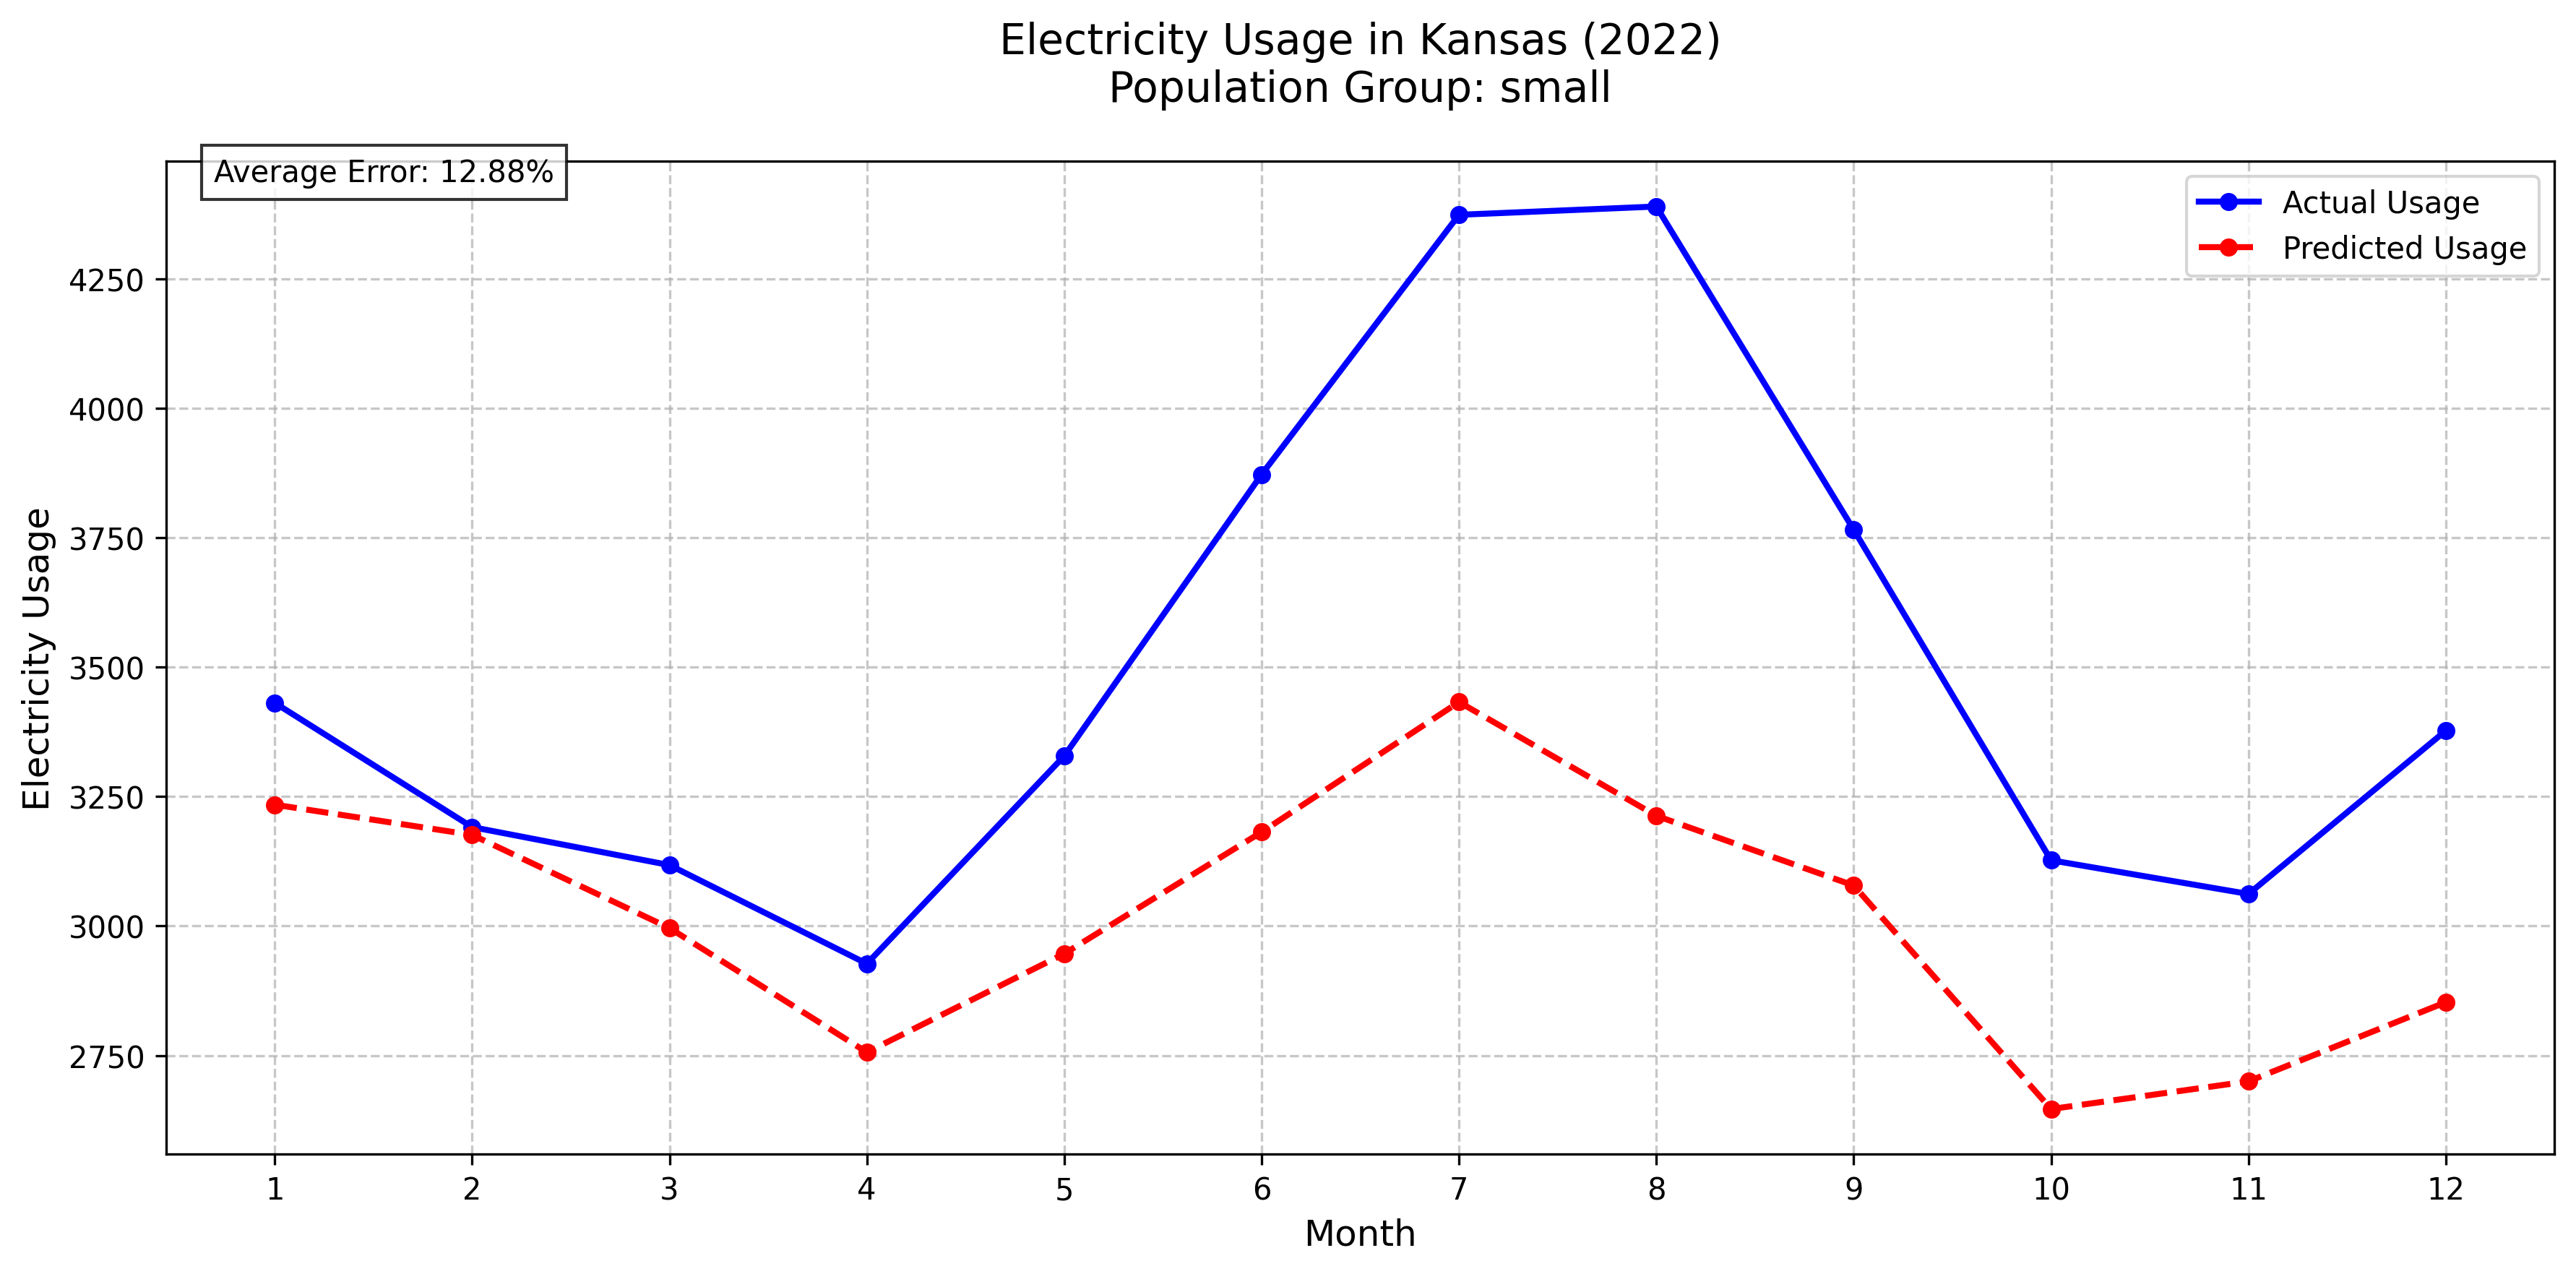 Electricity Usage in Kansas (2022)
Population Group: small
Average Error: 12.88%
Actual Usage
Predicted Usage
Electricity Usage
4250
4000
3750
3500
3250
3000
2750
1 2 3 4 5 6 7 8 9 10 11 12
Month